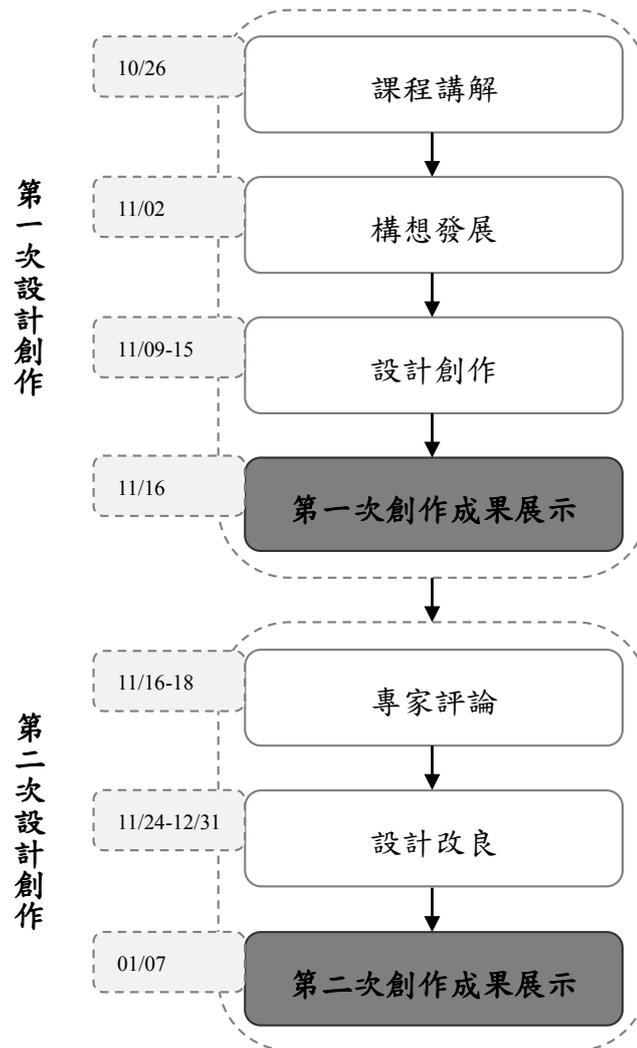 第一次設計創作
10/26
課程講解
11/02
構想發展
11/09-15
設計創作
11/16
第一次創作成果展示
第二次設計創作
11/16-18
專家評論
11/24-12/31
設計改良
01/07
第二次創作成果展示